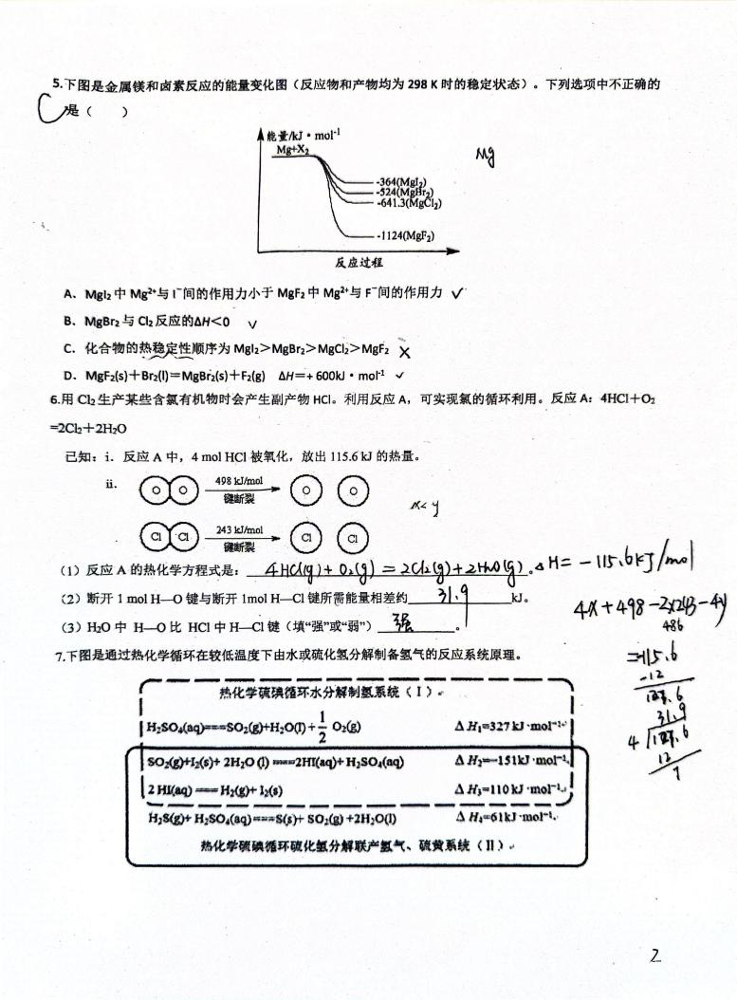 5.下图是金属镁和卤素反应的能量变化图（反应物和产物均为 298 K 时的稳定状态）。下列选项中不正确的
C 是（ ）
能量/kJ·mol⁻¹
Mg+X₂
Mg
-364(MgI₂)
-524(MgBr₂)
-641.3(MgCl₂)
-1124(MgF₂)
反应过程
A、MgI₂ 中 Mg²⁺与 I⁻间的作用力小于 MgF₂ 中 Mg²⁺与 F⁻间的作用力 ✓
B、MgBr₂ 与 Cl₂ 反应的ΔH＜0 ✓
C、化合物的热稳定性顺序为 MgI₂＞MgBr₂＞MgCl₂＞MgF₂ ✗
D、MgF₂(s)＋Br₂(l)＝MgBr₂(s)＋F₂(g) ΔH＝+ 600kJ·mol⁻¹ ✓
6.用 Cl₂ 生产某些含氯有机物时会产生副产物 HCl。利用反应 A，可实现氯的循环利用。反应 A：4HCl＋O₂
=2Cl₂＋2H₂O
已知：i．反应 A 中，4 mol HCl 被氧化，放出 115.6 kJ 的热量。
ii. O O 498 kJ/mol 键断裂 O O
x< y
Cl Cl 243 kJ/mol 键断裂 Cl Cl
（1）反应 A 的热化学方程式是：4HCl(g)+O₂(g)=2Cl₂(g)+2H₂O(g) 。ΔH= －115.6kJ/mol
（2）断开 1 mol H—O 键与断开 1mol H—Cl 键所需能量相差约 31.9 kJ。
4x+498－2×243－4y
486
（3）H₂O 中 H—O 比 HCl 中 H—Cl 键（填“强”或“弱”） 强 。
7.下图是通过热化学循环在较低温度下由水或硫化氢分解制备氢气的反应系统原理。
=-115.6
-12
127.6
31.9
4 127.6
12
7
热化学硫碘循环水分解制氢系统（Ⅰ）
H₂SO₄(aq)═══SO₂(g)+H₂O(l)+1/2 O₂(g) ΔH₁=327 kJ·mol⁻¹
SO₂(g)+I₂(s)+ 2H₂O (l) ═══2HI(aq)+ H₂SO₄(aq) ΔH₂=-151kJ·mol⁻¹
2 HI(aq) ═══ H₂(g)+ I₂(s) ΔH₃=110 kJ·mol⁻¹
H₂S(g)+ H₂SO₄(aq)═══S(s)+ SO₂(g) +2H₂O(l) ΔH₄=61kJ·mol⁻¹
热化学硫碘循环硫化氢分解联产氢气、硫黄系统（Ⅱ）
2